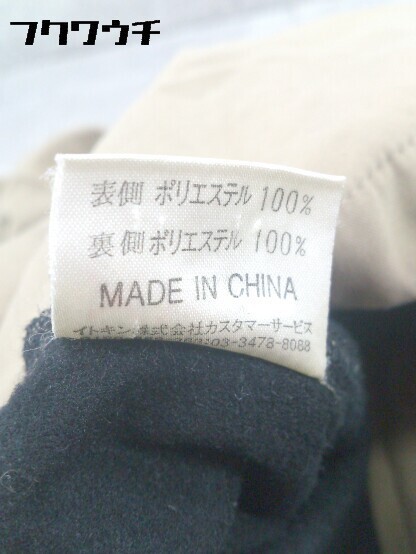 フクワウチ
表側 ポリエステル 100%
裏側 ポリエステル 100%
MADE IN CHINA
イトキン 株式会社カスタマーサービス
03-3478-8088